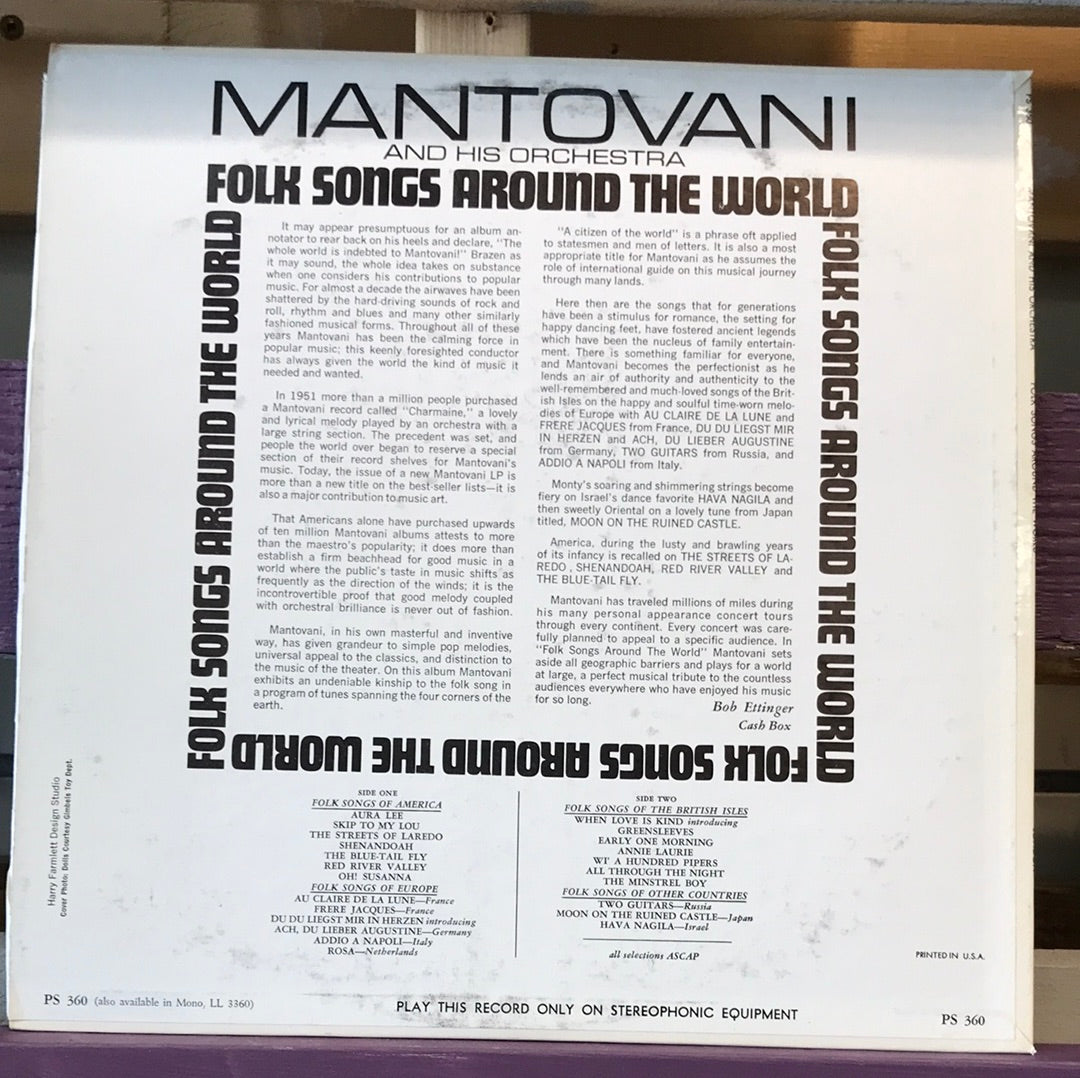 MANTOVANI
AND HIS ORCHESTRA
FOLK SONGS AROUND THE WORLD
FOLK SONGS AROUND THE WORLD
FOLK SONGS AROUND THE WORLD
FOLK SONGS AROUND THE WORLD
It may appear presumptuous for an album an-
notator to rear back on his heels and declare, "The
whole world is indebted to Mantovani!" Brazen as
it may sound, the whole idea takes on substance
when one considers his contributions to popular
music. For almost a decade the airwaves have been
shattered by the hard-driving sounds of rock and
roll, rhythm and blues and many other similarly
fashioned musical forms. Throughout all of these
years Mantovani has been the calming force in
popular music; this keenly foresighted conductor
has always given the world the kind of music it
needed and wanted.
In 1951 more than a million people purchased
a Mantovani record called "Charmaine," a lovely
and lyrical melody played by an orchestra with a
large string section. The precedent was set, and
people the world over began to reserve a special
section of their record shelves for Mantovani's
music. Today, the issue of a new Mantovani LP is
more than a new title on the best-seller lists—it is
also a major contribution to music art.
That Americans alone have purchased upwards
of ten million Mantovani albums attests to more
than the maestro's popularity; it does more than
establish a firm beachhead for good music in a
world where the public's taste in music shifts as
frequently as the direction of the winds; it is the
incontrovertible proof that good melody coupled
with orchestral brilliance is never out of fashion.
Mantovani, in his own masterful and inventive
way, has given grandeur to simple pop melodies,
universal appeal to the classics, and distinction to
the music of the theater. On this album Mantovani
exhibits an undeniable kinship to the folk song in
a program of tunes spanning the four corners of the
earth.
"A citizen of the world" is a phrase oft applied
to statesmen and men of letters. It is also a most
appropriate title for Mantovani as he assumes the
role of international guide on this musical journey
through many lands.
Here then are the songs that for generations
have been a stimulus for romance, the setting for
happy dancing feet, have fostered ancient legends
which have been the nucleus of family entertain-
ment. There is something familiar for everyone,
and Mantovani becomes the perfectionist as he
lends an air of authority and authenticity to the
well-remembered and much-loved songs of the Brit-
ish Isles on the happy and soulful time-worn melo-
dies of Europe with AU CLAIRE DE LA LUNE and
FRERE JACQUES from France, DU DU LIEGST MIR
IN HERZEN and ACH, DU LIEBER AUGUSTINE
from Germany, TWO GUITARS from Russia, and
ADDIO A NAPOLI from Italy.
Monty's soaring and shimmering strings become
fiery on Israel's dance favorite HAVA NAGILA and
then sweetly Oriental on a lovely tune from Japan
titled, MOON ON THE RUINED CASTLE.
America, during the lusty and brawling years
of its infancy is recalled on THE STREETS OF LA-
REDO , SHENANDOAH, RED RIVER VALLEY and
THE BLUE-TAIL FLY.
Mantovani has traveled millions of miles during
his many personal appearance concert tours
through every continent. Every concert was care-
fully planned to appeal to a specific audience. In
"Folk Songs Around The World" Mantovani sets
aside all geographic barriers and plays for a world
at large, a perfect musical tribute to the countless
audiences everywhere who have enjoyed his music
for so long.
Bob Ettinger
Cash Box
Harry Farmlett Design Studio
Cover Photo: Dolls Courtesy Gimbels Toy Dept.
SIDE ONE
FOLK SONGS OF AMERICA
AURA LEE
SKIP TO MY LOU
THE STREETS OF LAREDO
SHENANDOAH
THE BLUE-TAIL FLY
RED RIVER VALLEY
OH! SUSANNA
FOLK SONGS OF EUROPE
AU CLAIRE DE LA LUNE—France
FRERE JACQUES—France
DU DU LIEGST MIR IN HERZEN introducing
ACH, DU LIEBER AUGUSTINE—Germany
ADDIO A NAPOLI—Italy
ROSA—Netherlands
SIDE TWO
FOLK SONGS OF THE BRITISH ISLES
WHEN LOVE IS KIND introducing
GREENSLEEVES
EARLY ONE MORNING
ANNIE LAURIE
WI' A HUNDRED PIPERS
ALL THROUGH THE NIGHT
THE MINSTREL BOY
FOLK SONGS OF OTHER COUNTRIES
TWO GUITARS—Russia
MOON ON THE RUINED CASTLE—Japan
HAVA NAGILA—Israel
all selections ASCAP
PRINTED IN U.S.A.
PS 360 (also available in Mono, LL 3360)
PLAY THIS RECORD ONLY ON STEREOPHONIC EQUIPMENT
PS 360